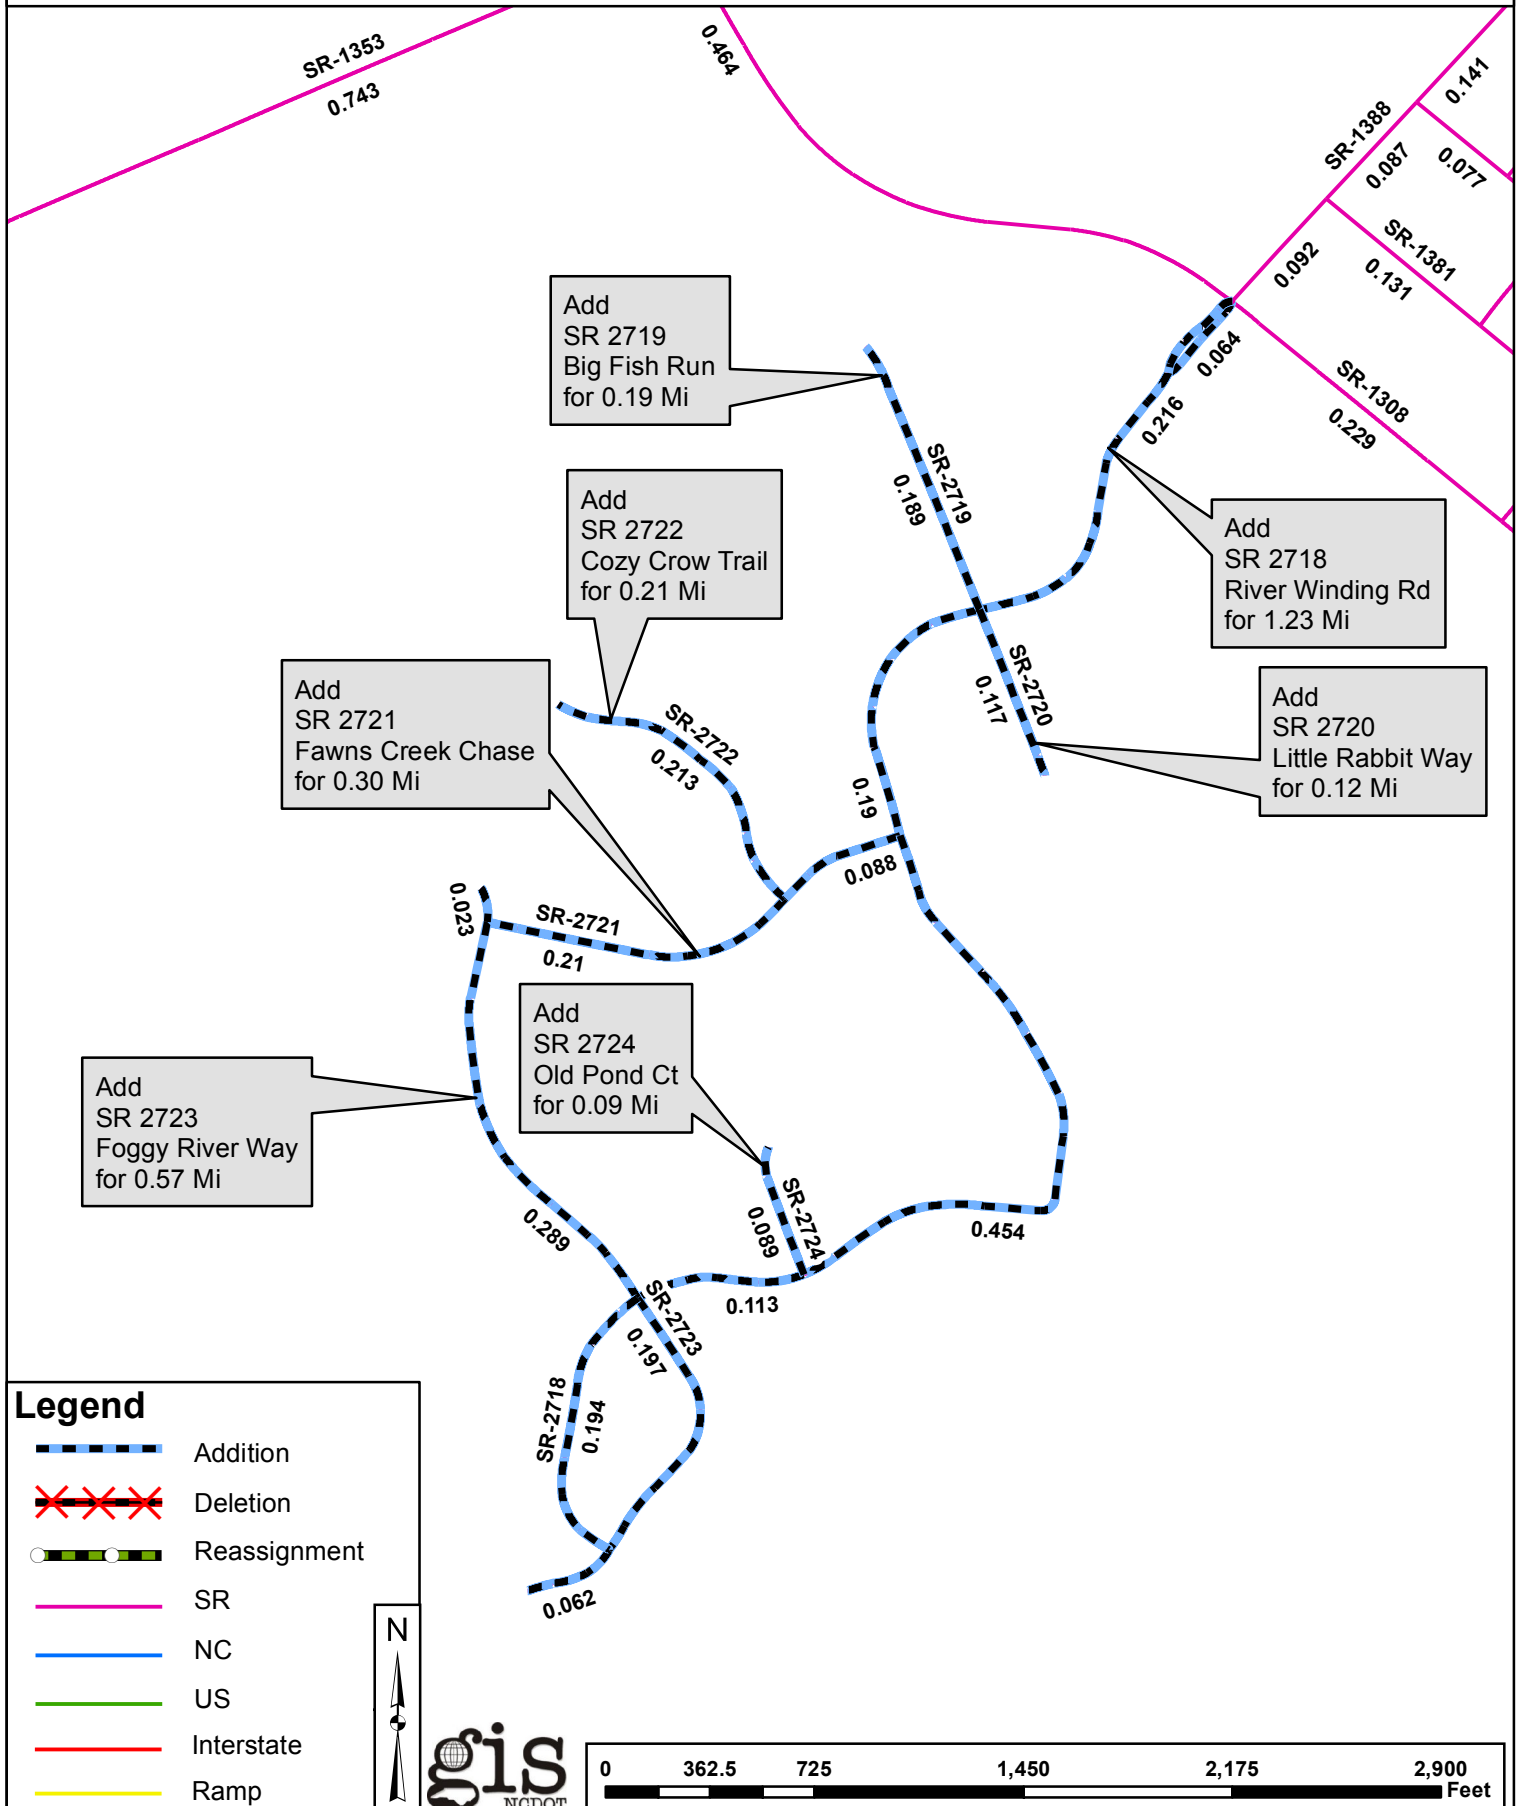 SR-1353
0.743
0.464
0.141
SR-1388
0.087
0.077
SR-1381
0.092
0.131
0.064
SR-1308
0.229
0.216
Add
SR 2719
Big Fish Run
for 0.19 Mi
SR-2719
0.189
Add
SR 2722
Cozy Crow Trail
for 0.21 Mi
Add
SR 2718
River Winding Rd
for 1.23 Mi
Add
SR 2721
Fawns Creek Chase
for 0.30 Mi
SR-2722
0.213
SR-2720
0.117
Add
SR 2720
Little Rabbit Way
for 0.12 Mi
0.19
0.088
0.023
SR-2721
0.21
Add
SR 2724
Old Pond Ct
for 0.09 Mi
Add
SR 2723
Foggy River Way
for 0.57 Mi
SR-2724
0.089
0.454
0.289
0.113
SR-2723
0.197
SR-2718
0.194
0.062
Legend
Addition
Deletion
Reassignment
SR
NC
US
Interstate
Ramp
N
gis
NCDOT
0 362.5 725 1,450 2,175 2,900
Feet